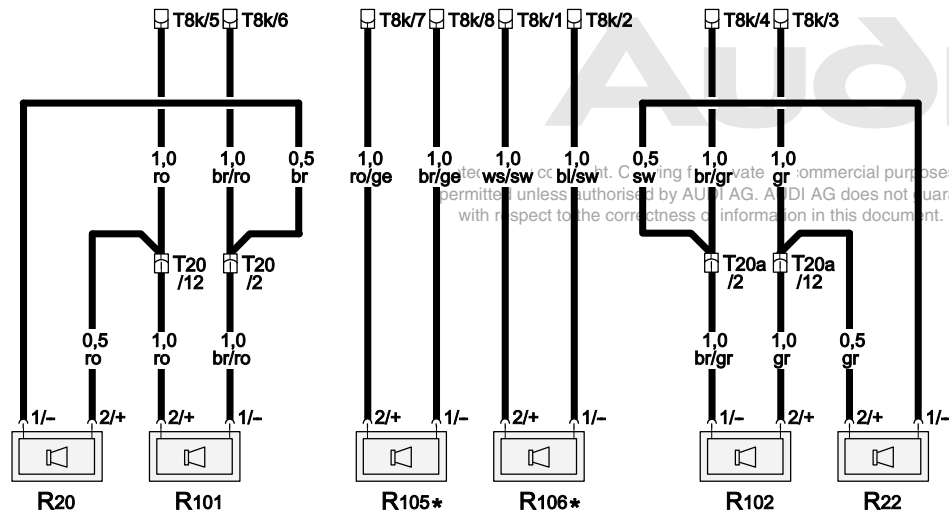 T8k/5 T8k/6 T8k/7 T8k/8 T8k/1 T8k/2 T8k/4 T8k/3
AUDI
1,0 1,0 0,5 1,0 1,0 1,0 1,0 0,5 1,0 1,0
ro br/ro br ro/ge br/ge ws/sw bl/sw sw br/gr gr
ht. vate commercial purposes
permitted unless authorised by AUDI AG. AUDI AG does not guar
with respect to the correctness of information in this document.
T20 T20 T20a T20a
/12 /2 /2 /12
0,5 1,0 1,0 1,0 1,0 0,5
ro ro br/ro br/gr gr gr
1/– 2/+ 2/+ 1/– 2/+ 1/– 2/+ 1/– 1/– 2/+ 2/+ 1/–
R20 R101 R105* R106* R102 R22